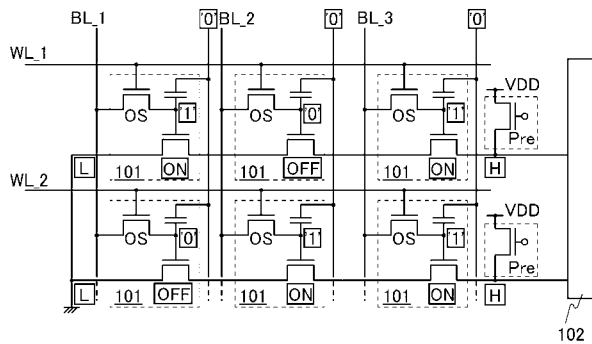 BL_1 '0' BL_2 '0' BL_3 '0'
WL_1
VDD
OS '1' OS '0' OS '1'
Pre
L 101 ON 101 OFF 101 ON H
WL_2
VDD
OS '0' OS '1' OS '1'
Pre
L 101 OFF 101 ON 101 ON H
102